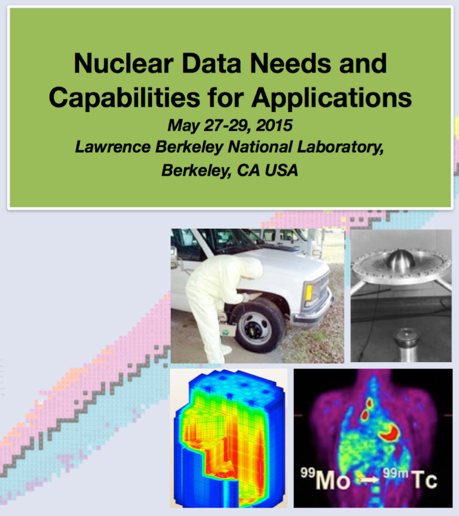 Nuclear Data Needs and
Capabilities for Applications
May 27-29, 2015
Lawrence Berkeley National Laboratory,
Berkeley, CA USA
⁹⁹Mo → ⁹⁹ᵐTc